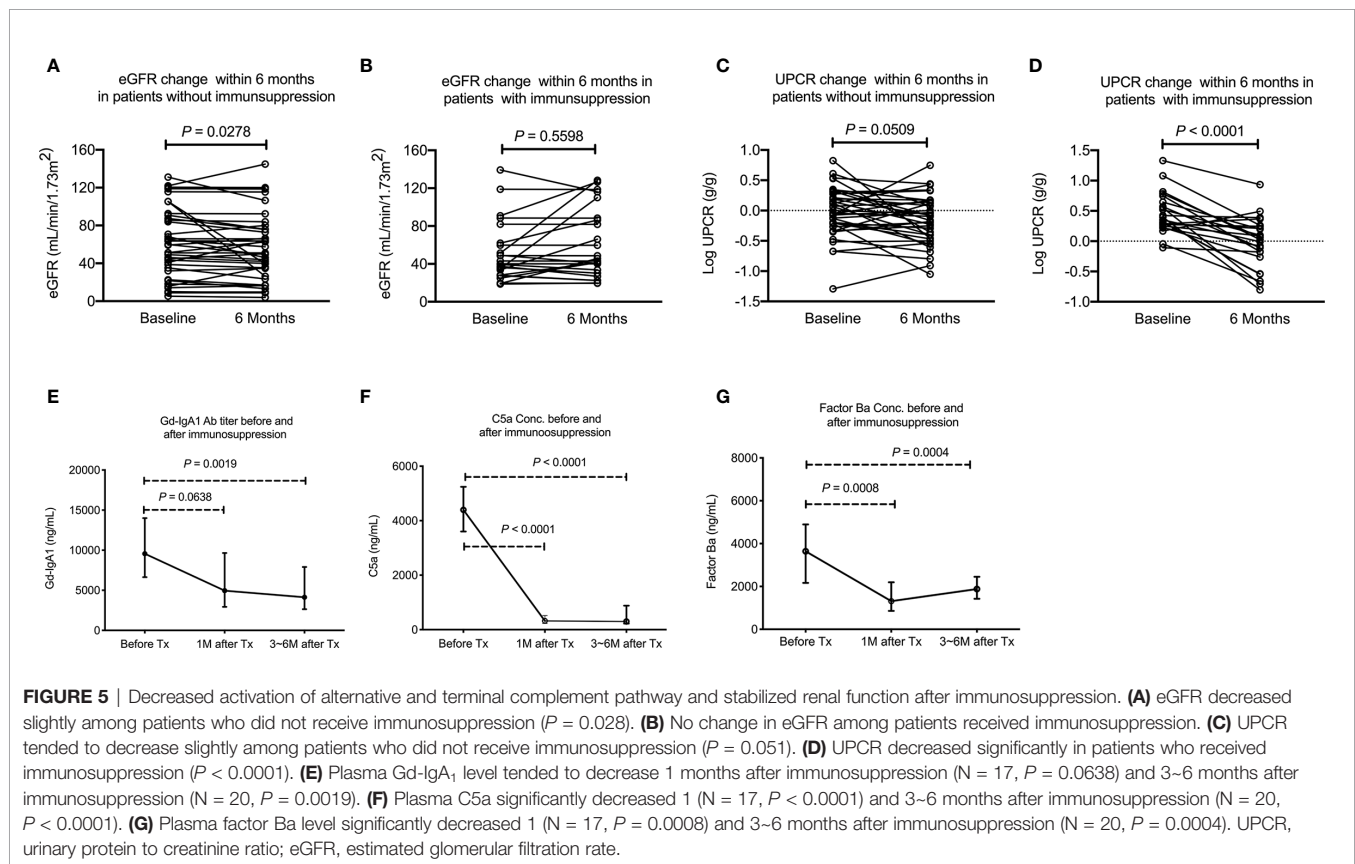 A
eGFR change within 6 months
in patients without immunsuppression
P = 0.0278
eGFR (mL/min/1.73m²)
160
120
80
40
0
Baseline
6 Months
B
eGFR change within 6 months in
patients with immunsuppression
P = 0.5598
eGFR (mL/min/1.73m²)
160
120
80
40
0
Baseline
6 Months
C
UPCR change within 6 months in
patients without immunsuppression
P = 0.0509
Log UPCR (g/g)
1.0
0.5
0.0
-0.5
-1.0
-1.5
Baseline
6 Months
D
UPCR change within 6 months in
patients with immunsuppression
P < 0.0001
Log UPCR (g/g)
1.5
1.0
0.5
0.0
-0.5
-1.0
Baseline
6 Months
E
Gd-IgA1 Ab titer before and
after immunosuppression
P = 0.0019
P = 0.0638
Gd-IgA1 (ng/mL)
20000
15000
10000
5000
0
Before Tx
1M after Tx
3~6M after Tx
F
C5a Conc. before and
after immunoosuppression
P < 0.0001
P < 0.0001
C5a (ng/mL)
6000
4000
2000
0
Before Tx
1M after Tx
3~6M after Tx
G
Factor Ba Conc. before and
after immunosuppression
P = 0.0004
P = 0.0008
Factor Ba (ng/mL)
8000
6000
4000
2000
0
Before Tx
1M after Tx
3~6M after Tx
FIGURE 5 | Decreased activation of alternative and terminal complement pathway and stabilized renal function after immunosuppression. (A) eGFR decreased
slightly among patients who did not receive immunosuppression (P = 0.028). (B) No change in eGFR among patients received immunosuppression. (C) UPCR
tended to decrease slightly among patients who did not receive immunosuppression (P = 0.051). (D) UPCR decreased significantly in patients who received
immunosuppression (P < 0.0001). (E) Plasma Gd-IgA₁ level tended to decrease 1 months after immunosuppression (N = 17, P = 0.0638) and 3~6 months after
immunosuppression (N = 20, P = 0.0019). (F) Plasma C5a significantly decreased 1 (N = 17, P < 0.0001) and 3~6 months after immunosuppression (N = 20,
P < 0.0001). (G) Plasma factor Ba level significantly decreased 1 (N = 17, P = 0.0008) and 3~6 months after immunosuppression (N = 20, P = 0.0004). UPCR,
urinary protein to creatinine ratio; eGFR, estimated glomerular filtration rate.